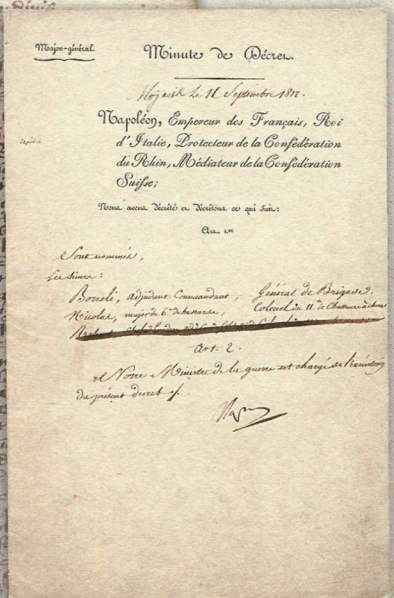 Major-général.
Minute de Décret.
Mojaisk Le 11 Septembre 1812.
Napoléon, Empereur des Français, Roi
d'Italie, Protecteur de la Confédération
du Rhin, Médiateur de la Confédération
Suisse;
Nous avons décrété et décrétons ce qui suit:
Art. 1er
Sont nommés,
Les Sieurs:
Borelli, Adjudant Commandant, Général de Brigade.
Nicolas, major du 6e de hussards, Colonel du 11e de Chasseurs
Art. 2.
Notre Ministre de la guerre est chargé de l'exécution
du présent decret